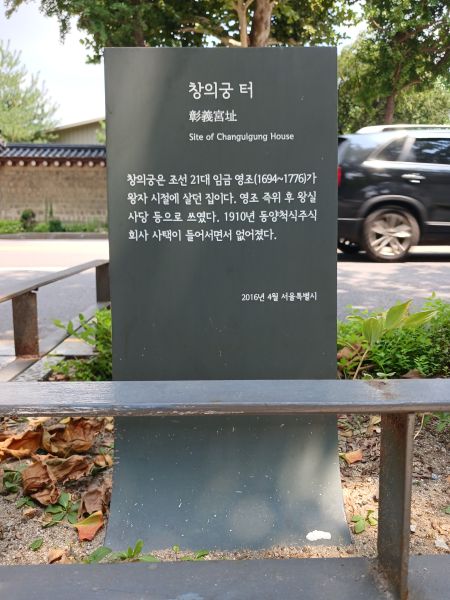 창의궁 터
彰義宮址
Site of Changuigung House
창의궁은 조선 21대 임금 영조(1694~1776)가
왕자 시절에 살던 집이다. 영조 즉위 후 왕실
사당 등으로 쓰였다. 1910년 동양척식주식
회사 사택이 들어서면서 없어졌다.
2016년 4월 서울특별시